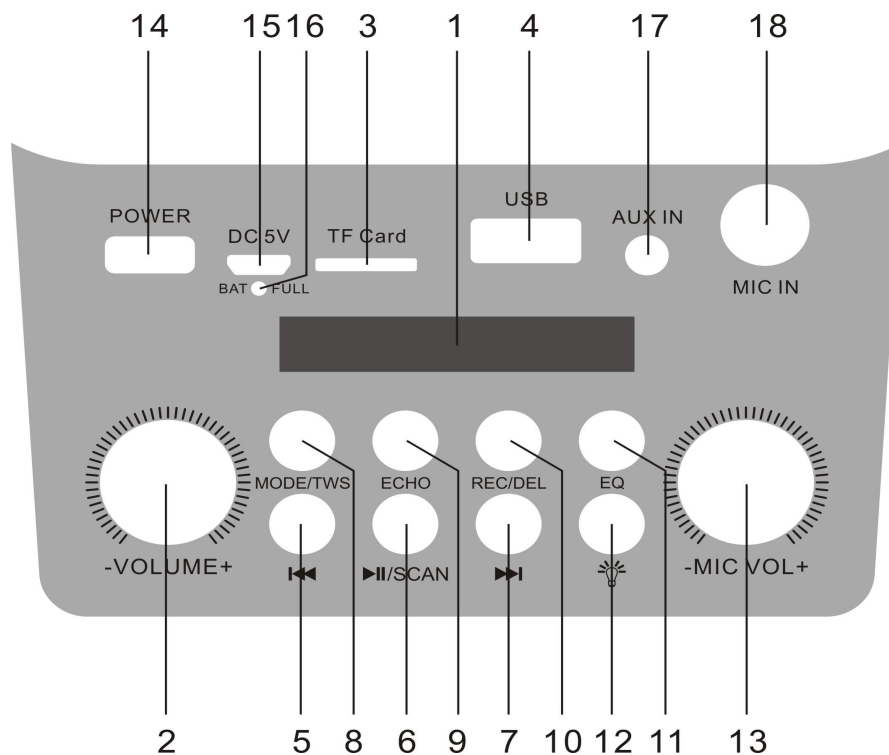 14 15 16 3 1 4 17 18
POWER
DC 5V
TF Card
USB
AUX IN
BAT
FULL
MIC IN
MODE/TWS
ECHO
REC/DEL
EQ
-VOLUME+
/SCAN
-MIC VOL+
2 5 8 6 9 7 10 12 11 13